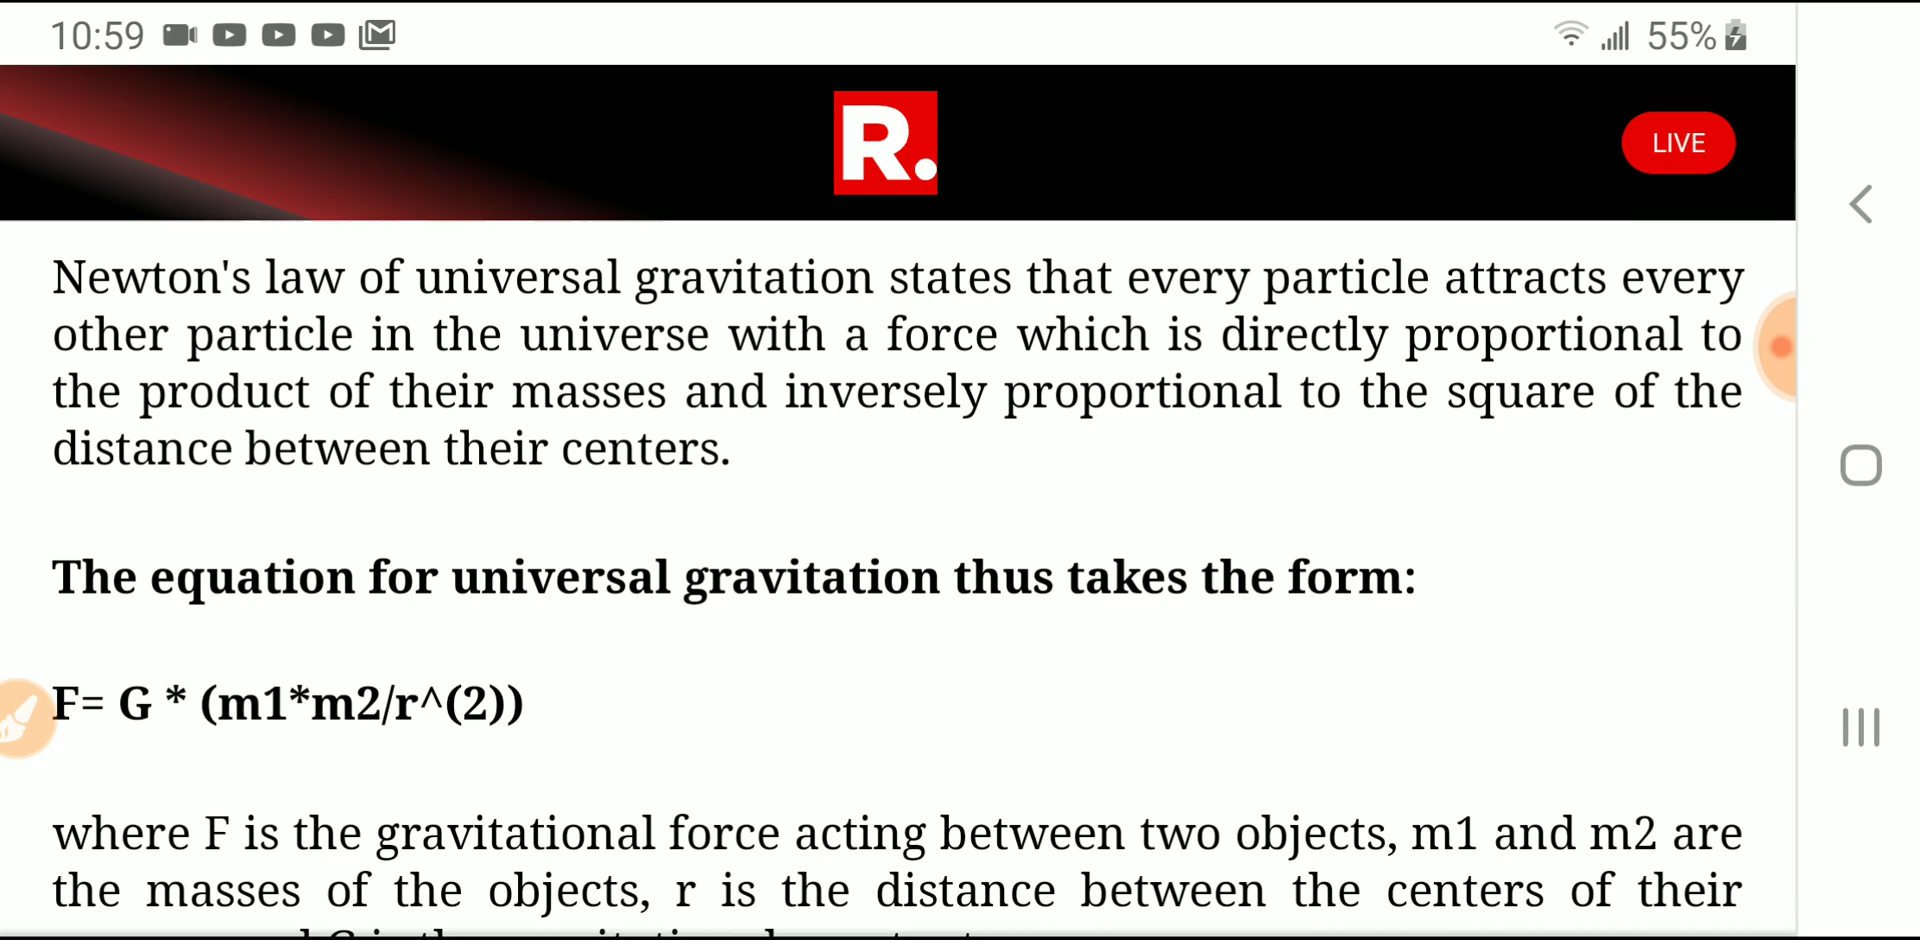 10:59 55%
R.
LIVE
Newton's law of universal gravitation states that every particle attracts every
other particle in the universe with a force which is directly proportional to
the product of their masses and inversely proportional to the square of the
distance between their centers.
The equation for universal gravitation thus takes the form:
F= G * (m1*m2/r^(2))
where F is the gravitational force acting between two objects, m1 and m2 are
the masses of the objects, r is the distance between the centers of their